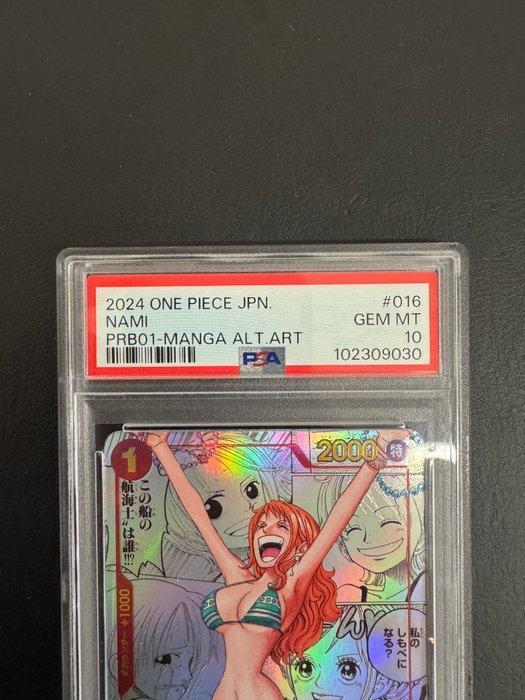 2024 ONE PIECE JPN.
#016
NAMI
GEM MT
PRB01-MANGA ALT.ART
10
PSA
102309030
1
2000
特
この船の
航海士"は誰!!?
+1000
私の
しもべに
なる?